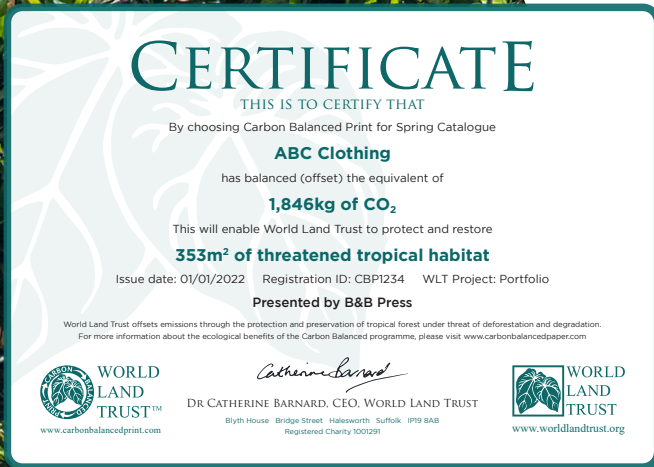 CERTIFICATE
THIS IS TO CERTIFY THAT
By choosing Carbon Balanced Print for Spring Catalogue
ABC Clothing
has balanced (offset) the equivalent of
1,846kg of CO₂
This will enable World Land Trust to protect and restore
353m² of threatened tropical habitat
Issue date: 01/01/2022 Registration ID: CBP1234 WLT Project: Portfolio
Presented by B&B Press
World Land Trust offsets emissions through the protection and preservation of tropical forest under threat of deforestation and degradation.
For more information about the ecological benefits of the Carbon Balanced programme, please visit www.carbonbalancedpaper.com
CARBON BALANCED PRINT
WORLD
LAND
TRUST™
www.carbonbalancedprint.com
Catherine Barnard
DR CATHERINE BARNARD, CEO, WORLD LAND TRUST
Blyth House Bridge Street Halesworth Suffolk IP19 8AB
Registered Charity 1001291
WORLD
LAND
TRUST
www.worldlandtrust.org